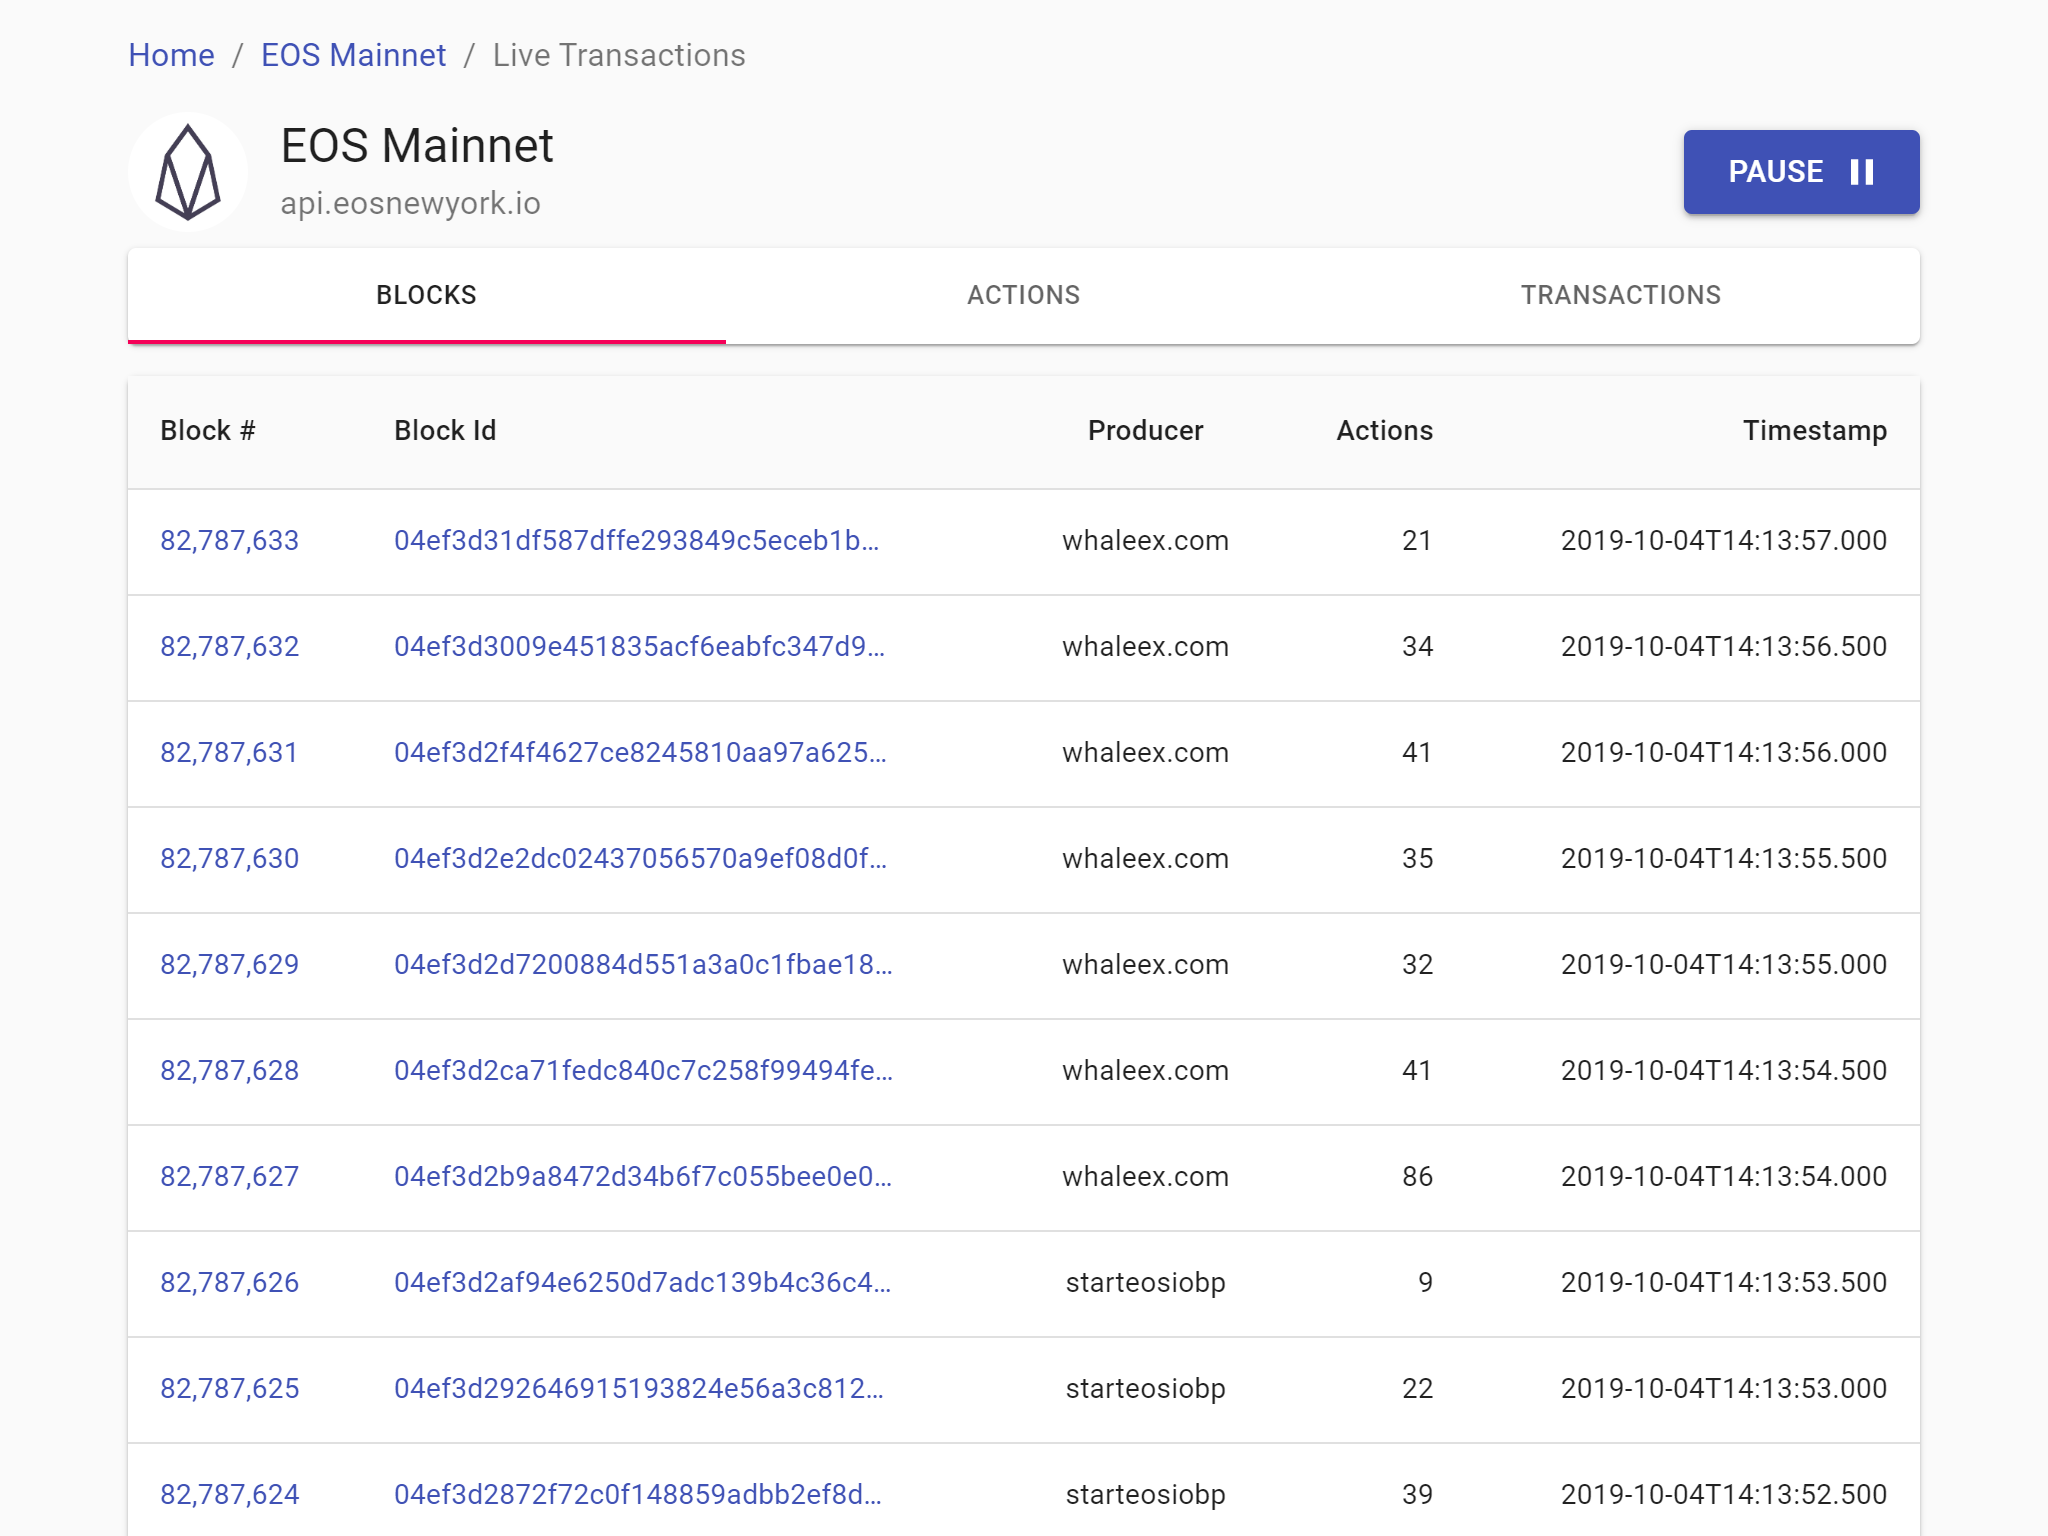 Home / EOS Mainnet / Live Transactions
EOS Mainnet
api.eosnewyork.io
PAUSE
BLOCKS ACTIONS TRANSACTIONS
Block # Block Id Producer Actions Timestamp
82,787,633 04ef3d31df587dffe293849c5eceb1b... whaleex.com 21 2019-10-04T14:13:57.000
82,787,632 04ef3d3009e451835acf6eabfc347d9... whaleex.com 34 2019-10-04T14:13:56.500
82,787,631 04ef3d2f4f4627ce8245810aa97a625... whaleex.com 41 2019-10-04T14:13:56.000
82,787,630 04ef3d2e2dc02437056570a9ef08d0f... whaleex.com 35 2019-10-04T14:13:55.500
82,787,629 04ef3d2d7200884d551a3a0c1fbae18... whaleex.com 32 2019-10-04T14:13:55.000
82,787,628 04ef3d2ca71fedc840c7c258f99494fe... whaleex.com 41 2019-10-04T14:13:54.500
82,787,627 04ef3d2b9a8472d34b6f7c055bee0e0... whaleex.com 86 2019-10-04T14:13:54.000
82,787,626 04ef3d2af94e6250d7adc139b4c36c4... starteosiobp 9 2019-10-04T14:13:53.500
82,787,625 04ef3d292646915193824e56a3c812... starteosiobp 22 2019-10-04T14:13:53.000
82,787,624 04ef3d2872f72c0f148859adbb2ef8d... starteosiobp 39 2019-10-04T14:13:52.500